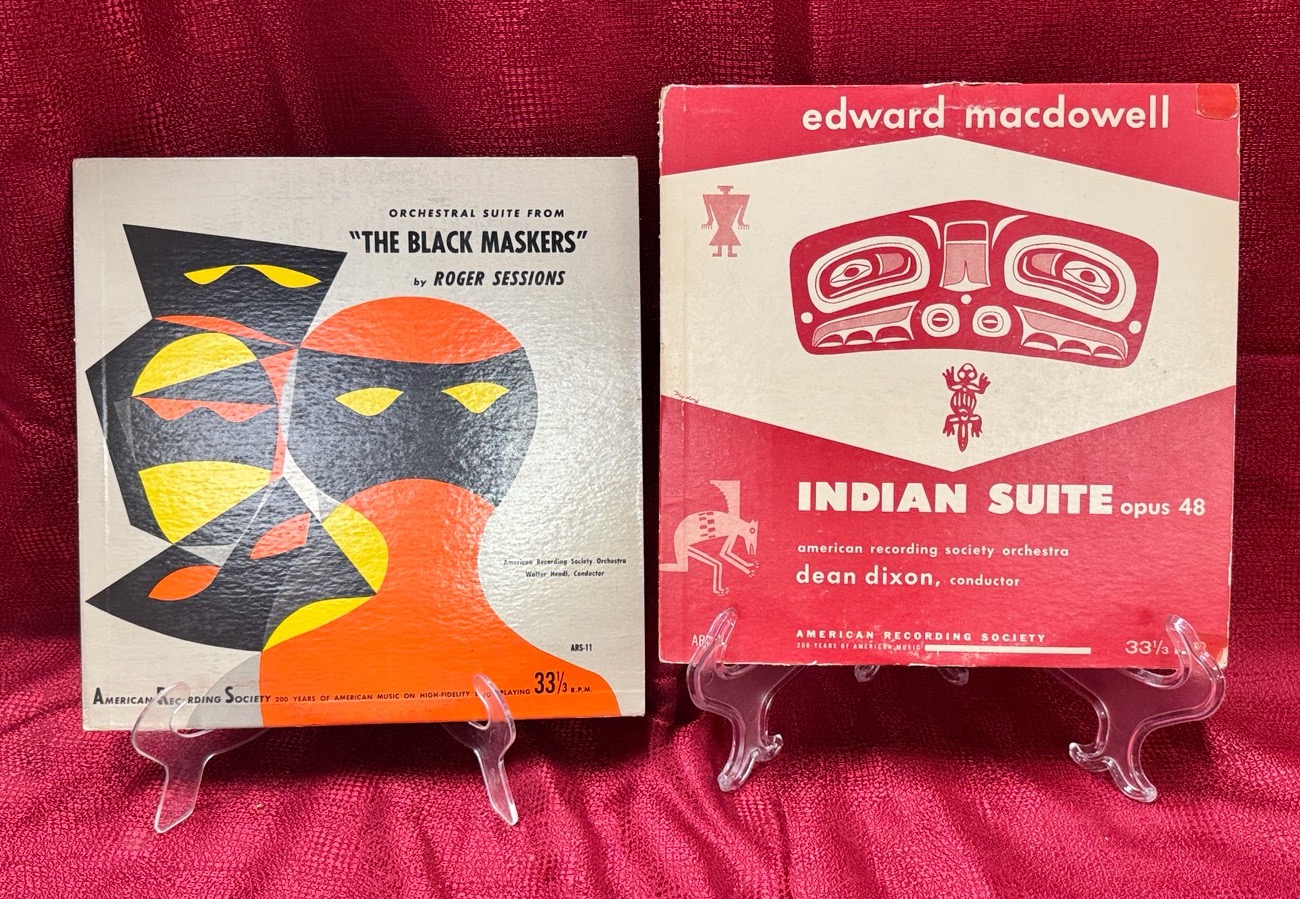 ORCHESTRAL SUITE FROM
"THE BLACK MASKERS"
by ROGER SESSIONS
American Recording Society Orchestra
Walter Hendl, Conductor
ARS-11
AMERICAN RECORDING SOCIETY 200 YEARS OF AMERICAN MUSIC ON HIGH-FIDELITY PLAYING 33⅓ R.P.M.
edward macdowell
INDIAN SUITE opus 48
american recording society orchestra
dean dixon, conductor
AMERICAN RECORDING SOCIETY
200 YEARS OF AMERICAN MUSIC
33⅓